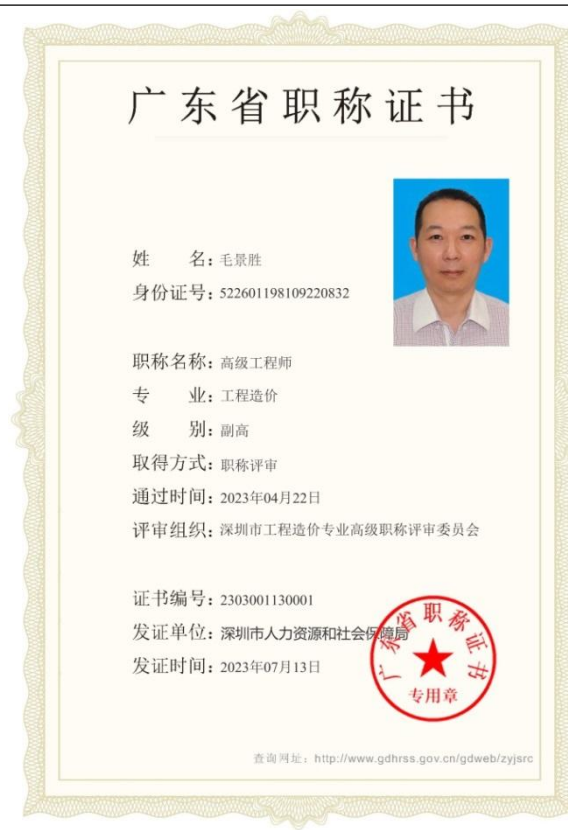 广东省职称证书
姓 名：毛景胜
身份证号：522601198109220832
职称名称：高级工程师
专 业：工程造价
级 别：副高
取得方式：职称评审
通过时间：2023年04月22日
评审组织：深圳市工程造价专业高级职称评审委员会
证书编号：2303001130001
发证单位：深圳市人力资源和社会保障局
发证时间：2023年07月13日
广东省职称证书
专用章
查询网址：http://www.gdhrss.gov.cn/gdweb/zyjsrc